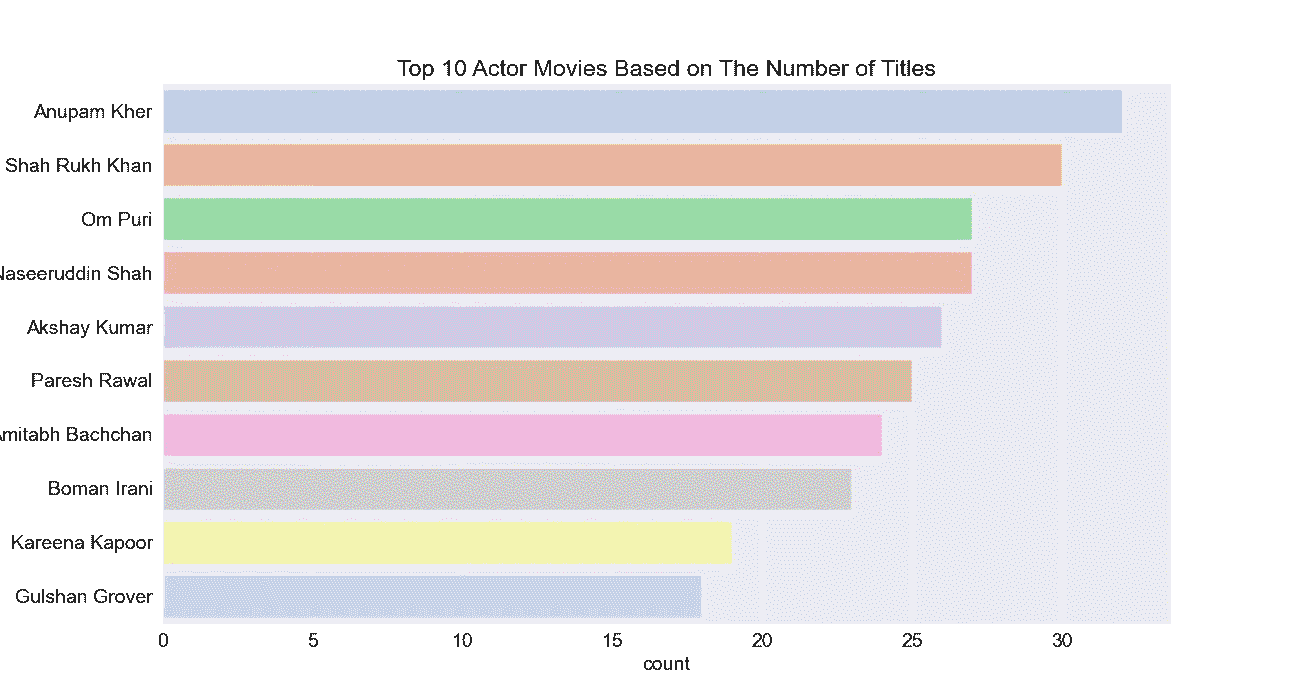 Top 10 Actor Movies Based on The Number of Titles
Anupam Kher
Shah Rukh Khan
Om Puri
Naseeruddin Shah
Akshay Kumar
Paresh Rawal
Amitabh Bachchan
Boman Irani
Kareena Kapoor
Gulshan Grover
0 5 10 15 20 25 30
count